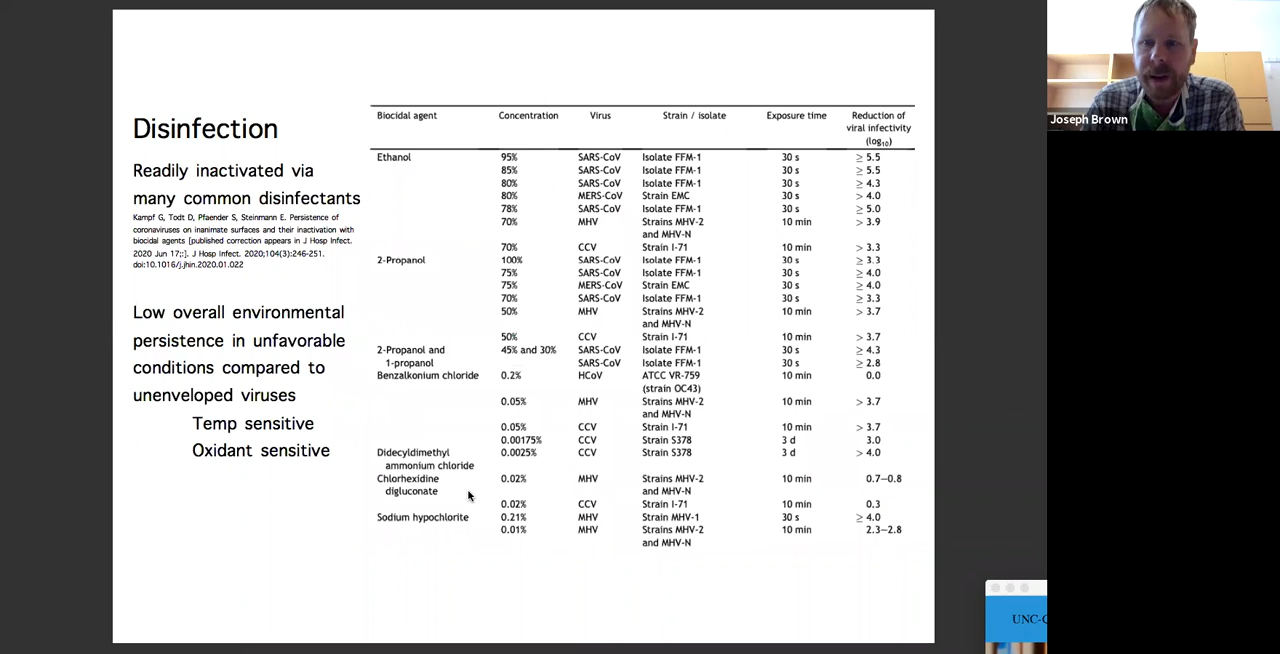 Disinfection
Readily inactivated via
many common disinfectants
Kampf G, Todt D, Pfaender S, Steinmann E. Persistence of
coronaviruses on inanimate surfaces and their inactivation with
biocidal agents [published correction appears in J Hosp Infect.
2020 Jun 17;:]. J Hosp Infect. 2020;104(3):246-251.
doi:10.1016/j.jhin.2020.01.022
Low overall environmental
persistence in unfavorable
conditions compared to
unenveloped viruses
Temp sensitive
Oxidant sensitive
Biocidal agent Concentration Virus Strain / isolate Exposure time Reduction of
viral infectivity
(log10)
Ethanol 95% SARS-CoV Isolate FFM-1 30 s ≥ 5.5
85% SARS-CoV Isolate FFM-1 30 s ≥ 5.5
80% SARS-CoV Isolate FFM-1 30 s ≥ 4.3
80% MERS-CoV Strain EMC 30 s > 4.0
78% SARS-CoV Isolate FFM-1 30 s ≥ 5.0
70% MHV Strains MHV-2 10 min > 3.9
and MHV-N
70% CCV Strain I-71 10 min > 3.3
2-Propanol 100% SARS-CoV Isolate FFM-1 30 s ≥ 3.3
75% SARS-CoV Isolate FFM-1 30 s ≥ 4.0
75% MERS-CoV Strain EMC 30 s ≥ 4.0
70% SARS-CoV Isolate FFM-1 30 s ≥ 3.3
50% MHV Strains MHV-2 10 min > 3.7
and MHV-N
50% CCV Strain I-71 10 min > 3.7
2-Propanol and 45% and 30% SARS-CoV Isolate FFM-1 30 s ≥ 4.3
1-propanol SARS-CoV Isolate FFM-1 30 s ≥ 2.8
Benzalkonium chloride 0.2% HCoV ATCC VR-759 10 min 0.0
(strain OC43)
0.05% MHV Strains MHV-2 10 min > 3.7
and MHV-N
0.05% CCV Strain I-71 10 min > 3.7
0.00175% CCV Strain S378 3 d 3.0
Didecyldimethyl 0.0025% CCV Strain S378 3 d > 4.0
ammonium chloride
Chlorhexidine 0.02% MHV Strains MHV-2 10 min 0.7–0.8
digluconate and MHV-N
0.02% CCV Strain I-71 10 min 0.3
Sodium hypochlorite 0.21% MHV Strain MHV-1 30 s ≥ 4.0
0.01% MHV Strains MHV-2 10 min 2.3–2.8
and MHV-N
Joseph Brown